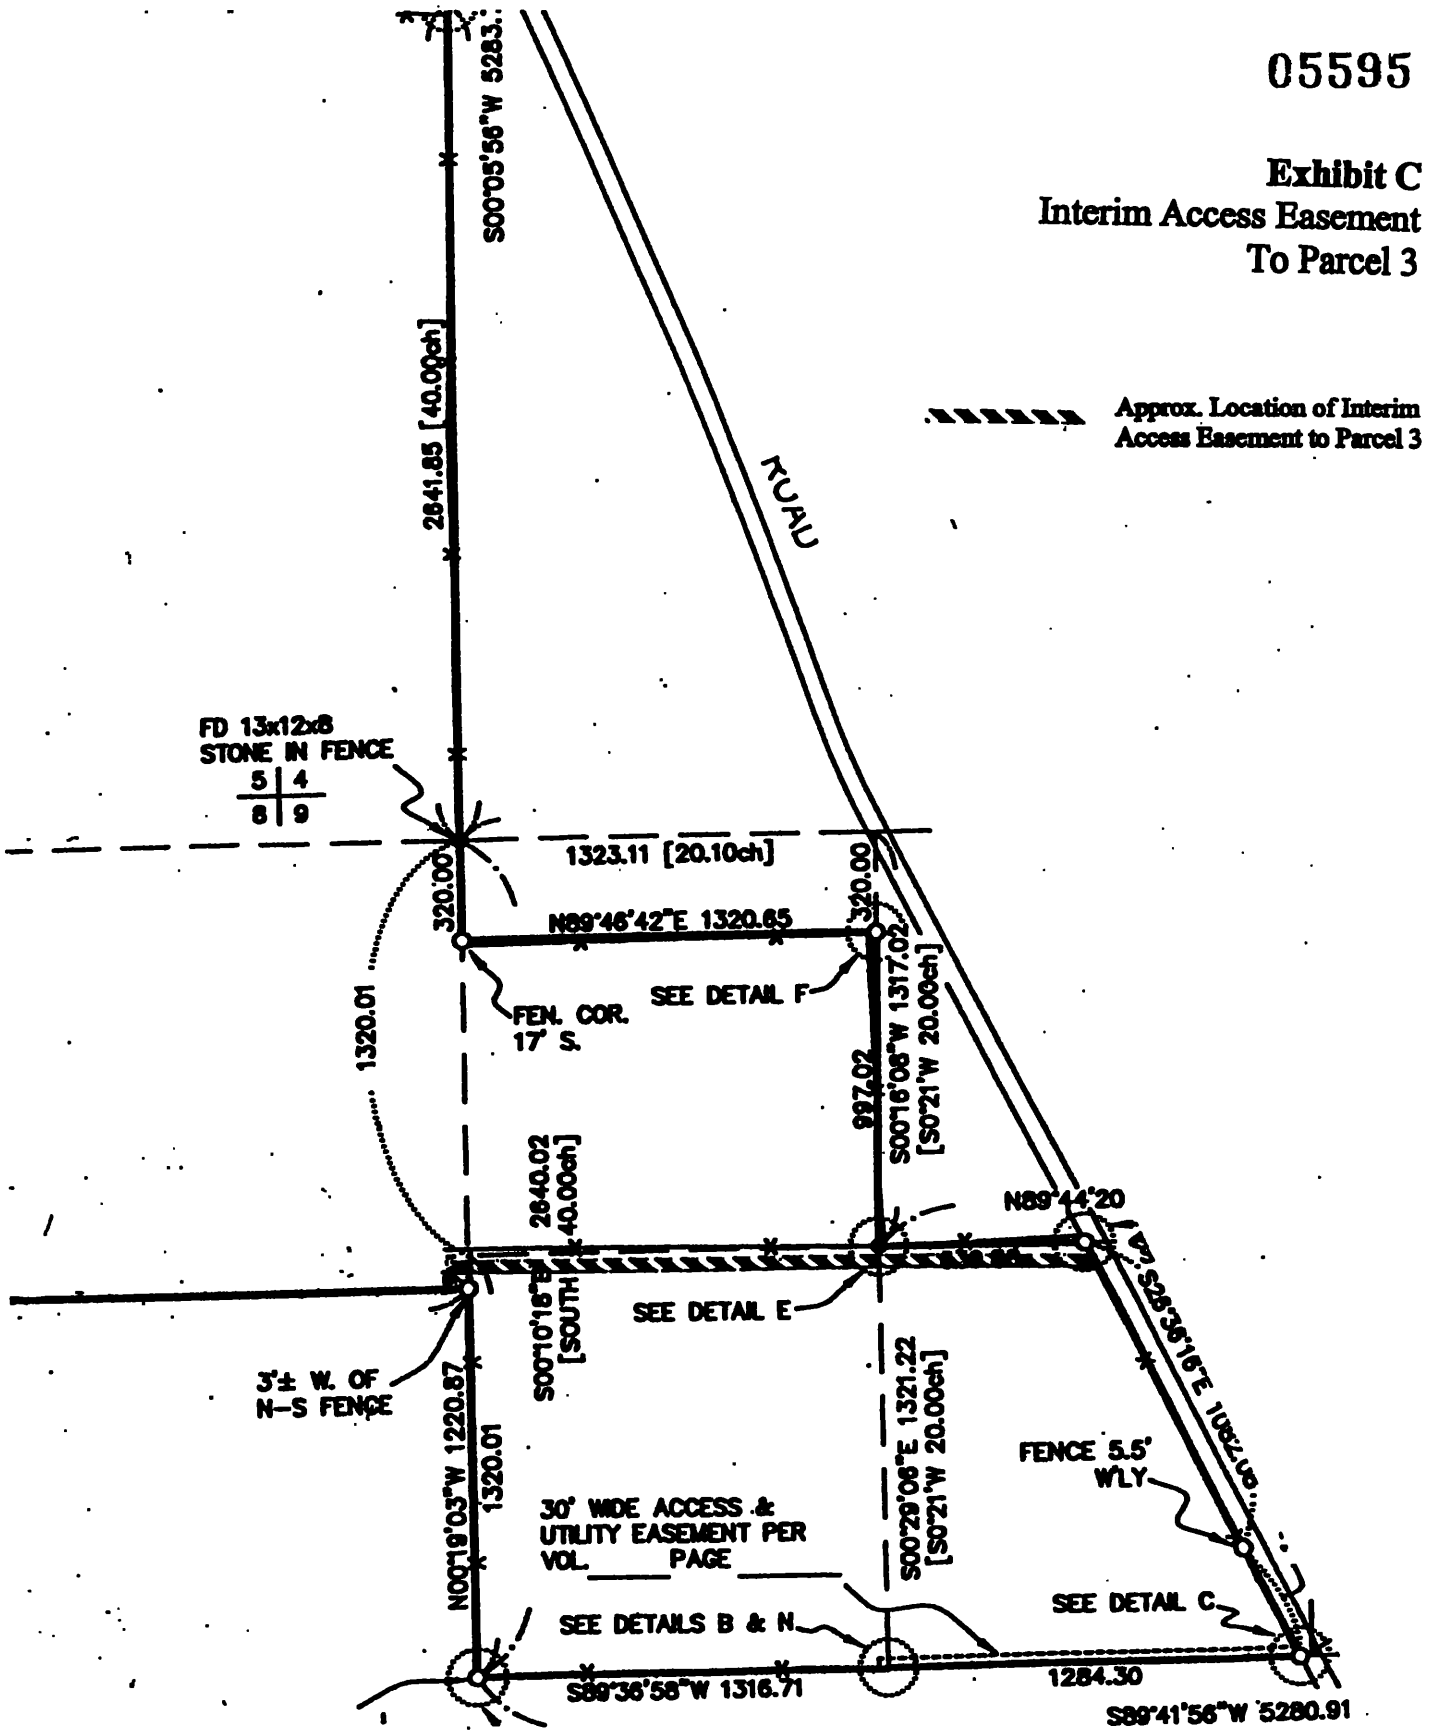 05595
Exhibit C
Interim Access Easement
To Parcel 3
Approx. Location of Interim
Access Easement to Parcel 3
S00°05'56"W 5283.
2641.85 [40.00ch]
ROAD
FD 13x12x8
STONE IN FENCE
5 4
8 9
1323.11 [20.10ch]
320.00
320.00
N89°46'42"E 1320.65
SEE DETAIL F
FEN. COR.
17' S.
1320.01
997.02
S00°16'08"W 1317.02
[S0°21'W 20.00ch]
2640.02
40.00ch]
S00°10'18"E
[SOUTH
N89°44'20
SEE DETAIL E
S26°36'16"E 1082.08
3'± W. OF
N-S FENCE
N00°19'03"W 1220.87
1320.01
S00°29'06"E 1321.22
[S0°21'W 20.00ch]
FENCE 5.5'
W'LY
30' WIDE ACCESS &
UTILITY EASEMENT PER
VOL. PAGE
SEE DETAILS B & N
SEE DETAIL C
S89°36'58"W 1316.71
1284.30
S89°41'56"W 5280.91